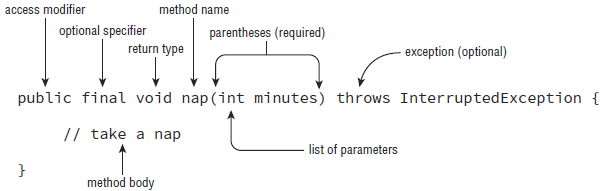 access modifier
method name
optional specifier
parentheses (required)
return type
exception (optional)
public final void nap(int minutes) throws InterruptedException {
// take a nap
list of parameters
}
method body